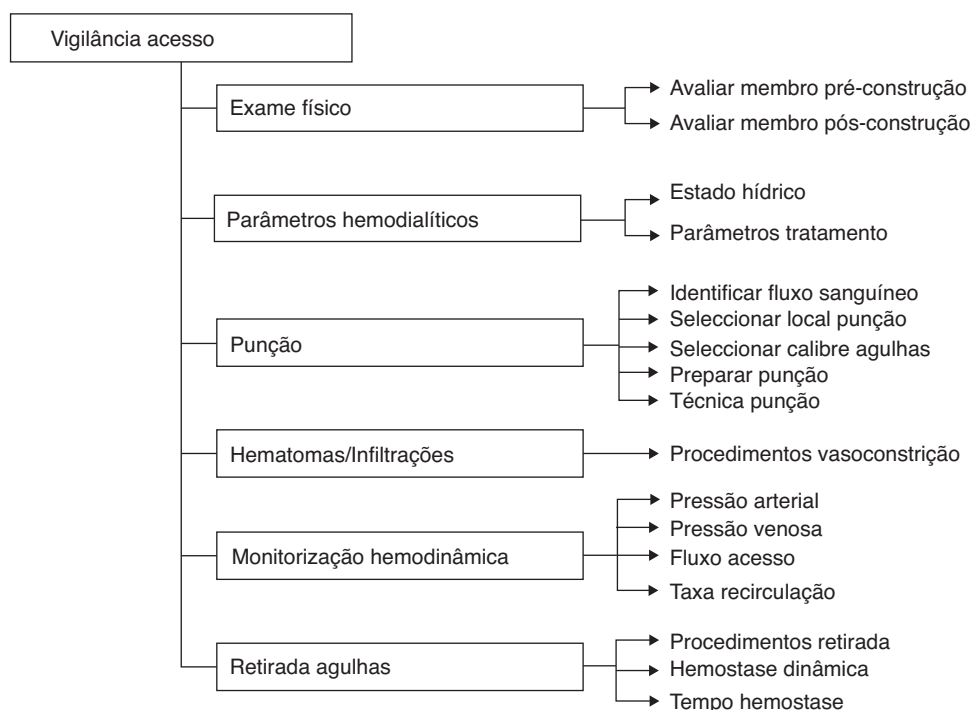 Vigilância acesso
Exame físico
Avaliar membro pré-construção
Avaliar membro pós-construção
Parâmetros hemodialíticos
Estado hídrico
Parâmetros tratamento
Punção
Identificar fluxo sanguíneo
Seleccionar local punção
Seleccionar calibre agulhas
Preparar punção
Técnica punção
Hematomas/Infiltrações
Procedimentos vasoconstrição
Monitorização hemodinâmica
Pressão arterial
Pressão venosa
Fluxo acesso
Taxa recirculação
Retirada agulhas
Procedimentos retirada
Hemostase dinâmica
Tempo hemostase